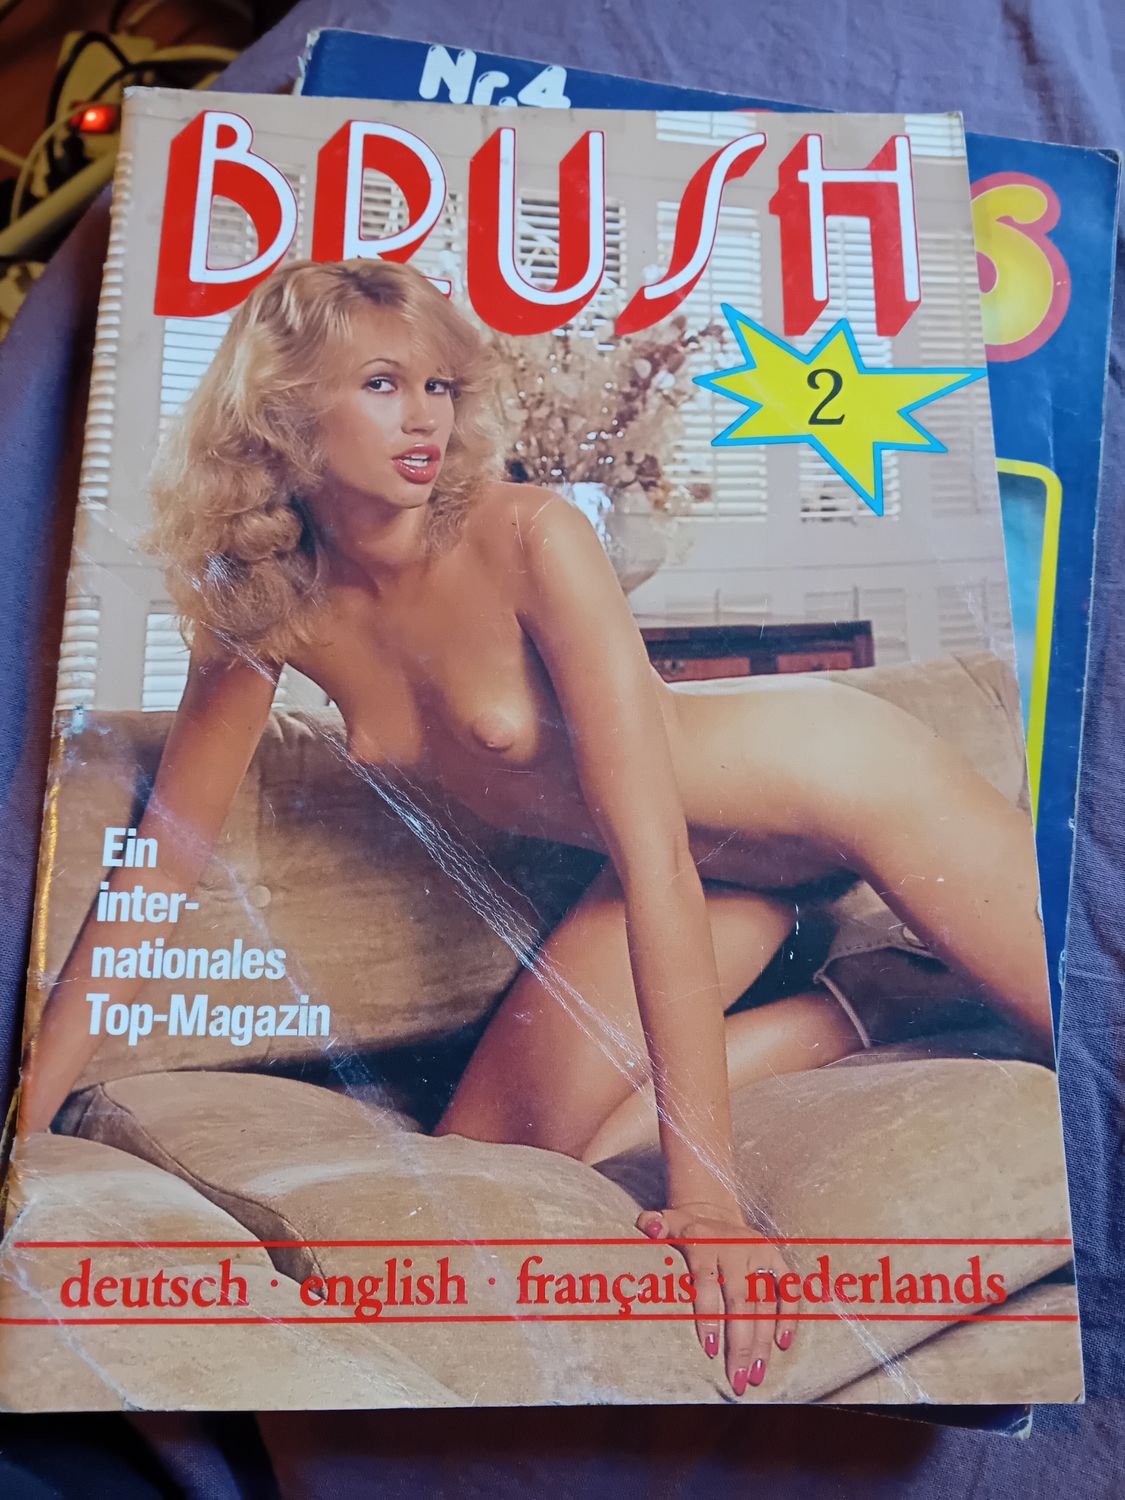 Nr.4
BRUSH
S
2
Ein
inter-
nationales
Top-Magazin
deutsch · english · français · nederlands